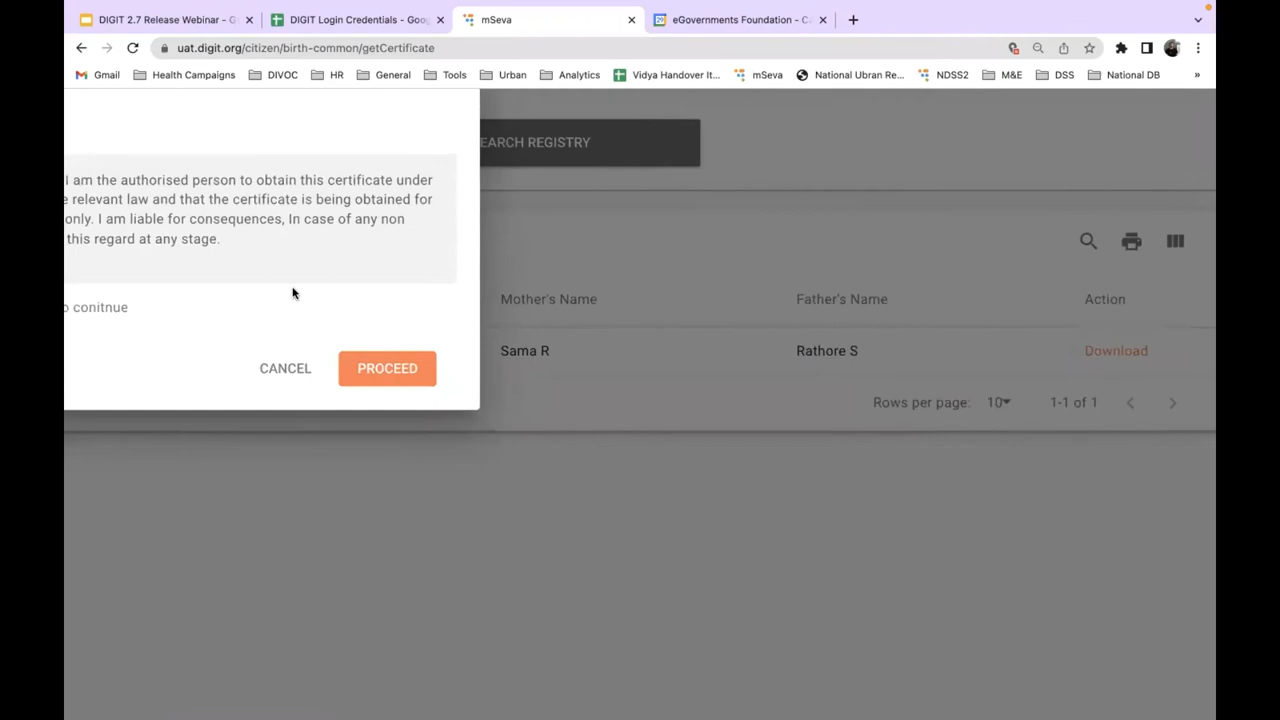 DIGIT 2.7 Release Webinar - G
DIGIT Login Credentials - Goog
mSeva
eGovernments Foundation - C
uat.digit.org/citizen/birth-common/getCertificate
Gmail
Health Campaigns
DIVOC
HR
General
Tools
Urban
Analytics
Vidya Handover It...
mSeva
National Ubran Re...
NDSS2
M&E
DSS
National DB
»
EARCH REGISTRY
I am the authorised person to obtain this certificate under
e relevant law and that the certificate is being obtained for
only. I am liable for consequences, In case of any non
this regard at any stage.
o conitnue
CANCEL
PROCEED
Mother's Name
Father's Name
Action
Sama R
Rathore S
Download
Rows per page: 10
1-1 of 1